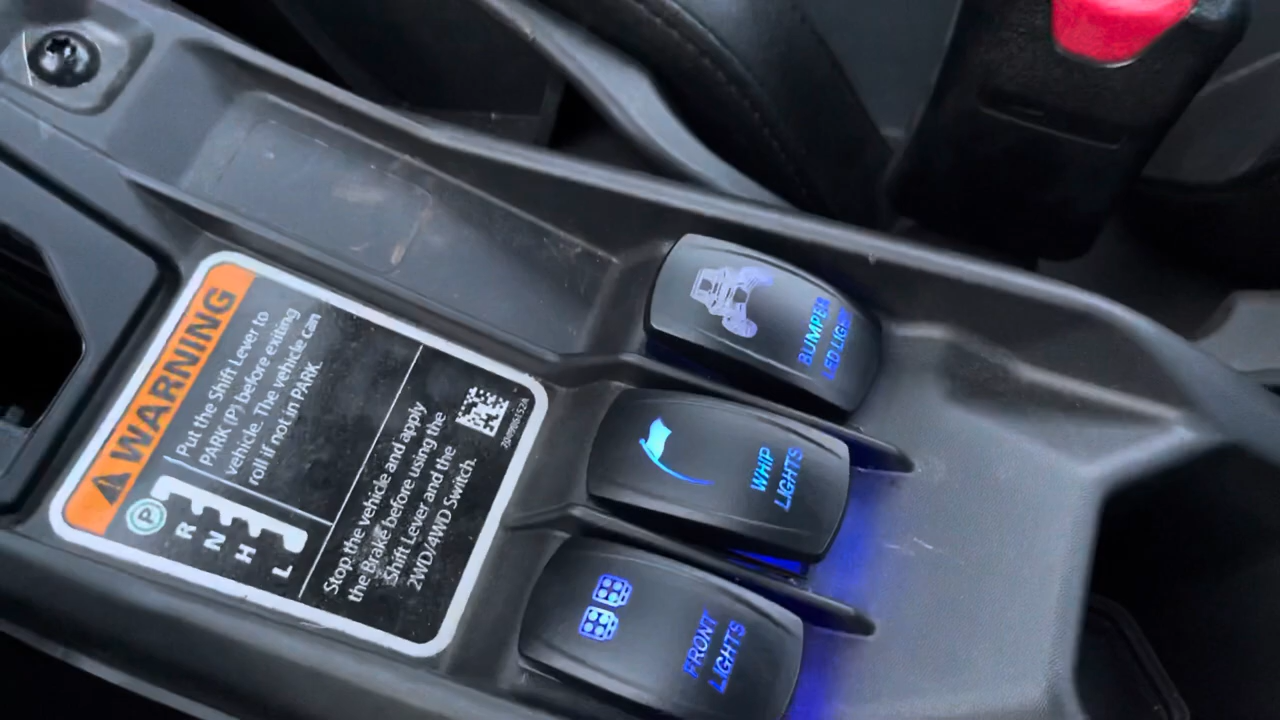 WARNING
Put the Shift Lever to
PARK (P) before exiting
vehicle. The vehicle can
roll if not in PARK.
P
R
N
H
L
Stop the vehicle and apply
the Brake before using the
Shift Lever and the
2WD/4WD Switch.
BUMPER
LED LIGHT
WHIP
LIGHTS
FRONT
LIGHTS